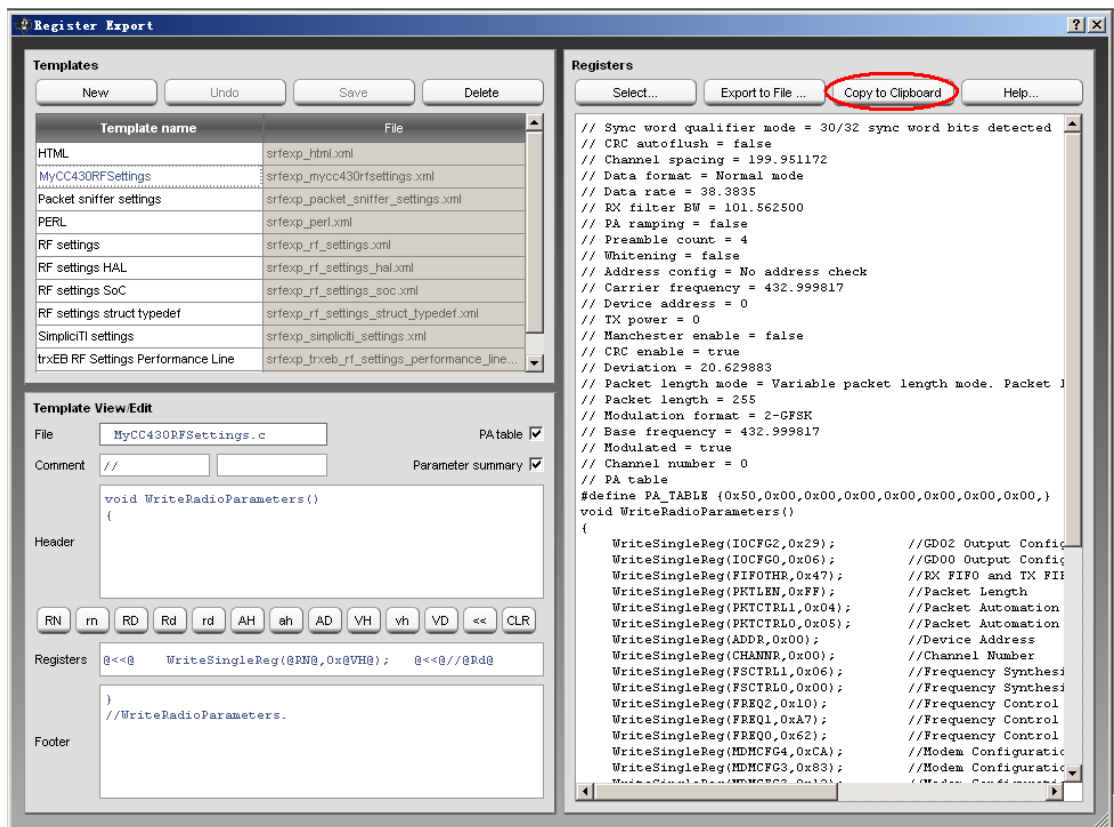 Register Export
Templates
New Undo Save Delete
Template name File
HTML srfexp_html.xml
MyCC430RFSettings srfexp_mycc430rfsettings.xml
Packet sniffer settings srfexp_packet_sniffer_settings.xml
PERL srfexp_perl.xml
RF settings srfexp_rf_settings.xml
RF settings HAL srfexp_rf_settings_hal.xml
RF settings SoC srfexp_rf_settings_soc.xml
RF settings struct typedef srfexp_rf_settings_struct_typedef.xml
SimpliciTI settings srfexp_simpliciti_settings.xml
trxEB RF Settings Performance Line srfexp_trxeb_rf_settings_performance_line...
Template View/Edit
File MyCC430RFSettings.c PA table
Comment // Parameter summary
Header
void WriteRadioParameters()
{
RN rn RD Rd rd AH ah AD VH vh VD << CLR
Registers @<<@ WriteSingleReg(@RN@,0x@VH@); @<<@//@Rd@
Footer
}
//WriteRadioParameters.
Registers
Select... Export to File ... Copy to Clipboard Help...
// Sync word qualifier mode = 30/32 sync word bits detected
// CRC autoflush = false
// Channel spacing = 199.951172
// Data format = Normal mode
// Data rate = 38.3835
// RX filter BW = 101.562500
// PA ramping = false
// Preamble count = 4
// Whitening = false
// Address config = No address check
// Carrier frequency = 432.999817
// Device address = 0
// TX power = 0
// Manchester enable = false
// CRC enable = true
// Deviation = 20.629883
// Packet length mode = Variable packet length mode. Packet l
// Packet length = 255
// Modulation format = 2-GFSK
// Base frequency = 432.999817
// Modulated = true
// Channel number = 0
// PA table
#define PA_TABLE {0x50,0x00,0x00,0x00,0x00,0x00,0x00,0x00,}
void WriteRadioParameters()
{
WriteSingleReg(IOCFG2,0x29); //GDO2 Output Config
WriteSingleReg(IOCFG0,0x06); //GDO0 Output Config
WriteSingleReg(FIFOTHR,0x47); //RX FIFO and TX FIF
WriteSingleReg(PKTLEN,0xFF); //Packet Length
WriteSingleReg(PKTCTRL1,0x04); //Packet Automation
WriteSingleReg(PKTCTRL0,0x05); //Packet Automation
WriteSingleReg(ADDR,0x00); //Device Address
WriteSingleReg(CHANNR,0x00); //Channel Number
WriteSingleReg(FSCTRL1,0x06); //Frequency Synthesi
WriteSingleReg(FSCTRL0,0x00); //Frequency Synthesi
WriteSingleReg(FREQ2,0x10); //Frequency Control
WriteSingleReg(FREQ1,0xA7); //Frequency Control
WriteSingleReg(FREQ0,0x62); //Frequency Control
WriteSingleReg(MDMCFG4,0xCA); //Modem Configuratic
WriteSingleReg(MDMCFG3,0x83); //Modem Configuratic